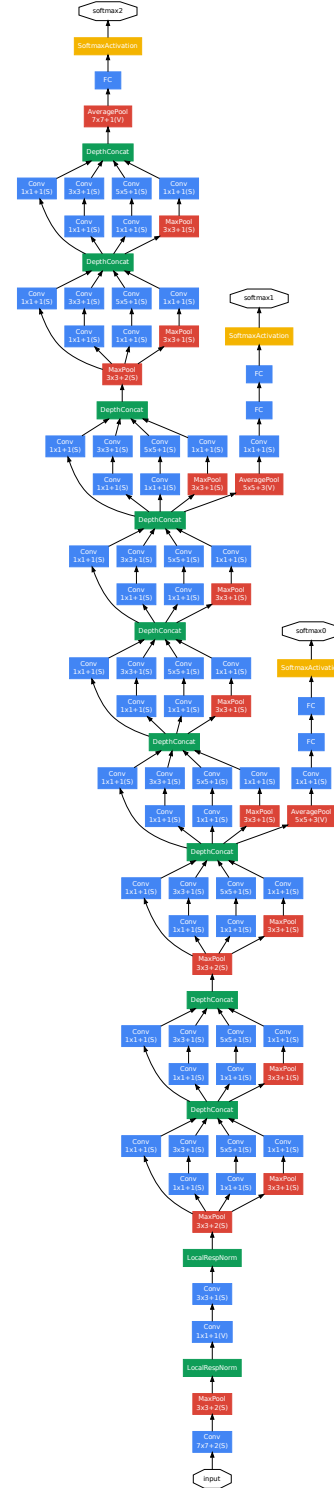 softmax2
SoftmaxActivation
FC
AveragePool
7x7+1(V)
DepthConcat
Conv Conv Conv Conv
1x1+1(S) 3x3+1(S) 5x5+1(S) 1x1+1(S)
Conv Conv MaxPool
1x1+1(S) 1x1+1(S) 3x3+1(S)
DepthConcat
Conv Conv Conv Conv softmax1
1x1+1(S) 3x3+1(S) 5x5+1(S) 1x1+1(S)
Conv Conv MaxPool SoftmaxActivation
1x1+1(S) 1x1+1(S) 3x3+1(S)
MaxPool FC
3x3+2(S)
DepthConcat FC
Conv Conv Conv Conv Conv
1x1+1(S) 3x3+1(S) 5x5+1(S) 1x1+1(S) 1x1+1(S)
Conv Conv MaxPool AveragePool
1x1+1(S) 1x1+1(S) 3x3+1(S) 5x5+3(V)
DepthConcat
Conv Conv Conv Conv
1x1+1(S) 3x3+1(S) 5x5+1(S) 1x1+1(S)
Conv Conv MaxPool
1x1+1(S) 1x1+1(S) 3x3+1(S)
DepthConcat softmax0
Conv Conv Conv Conv SoftmaxActivatio
1x1+1(S) 3x3+1(S) 5x5+1(S) 1x1+1(S)
Conv Conv MaxPool FC
1x1+1(S) 1x1+1(S) 3x3+1(S)
DepthConcat FC
Conv Conv Conv Conv Conv
1x1+1(S) 3x3+1(S) 5x5+1(S) 1x1+1(S) 1x1+1(S)
Conv Conv MaxPool AveragePool
1x1+1(S) 1x1+1(S) 3x3+1(S) 5x5+3(V)
DepthConcat
Conv Conv Conv Conv
1x1+1(S) 3x3+1(S) 5x5+1(S) 1x1+1(S)
Conv Conv MaxPool
1x1+1(S) 1x1+1(S) 3x3+1(S)
MaxPool
3x3+2(S)
DepthConcat
Conv Conv Conv Conv
1x1+1(S) 3x3+1(S) 5x5+1(S) 1x1+1(S)
Conv Conv MaxPool
1x1+1(S) 1x1+1(S) 3x3+1(S)
DepthConcat
Conv Conv Conv Conv
1x1+1(S) 3x3+1(S) 5x5+1(S) 1x1+1(S)
Conv Conv MaxPool
1x1+1(S) 1x1+1(S) 3x3+1(S)
MaxPool
3x3+2(S)
LocalRespNorm
Conv
3x3+1(S)
Conv
1x1+1(V)
LocalRespNorm
MaxPool
3x3+2(S)
Conv
7x7+2(S)
input